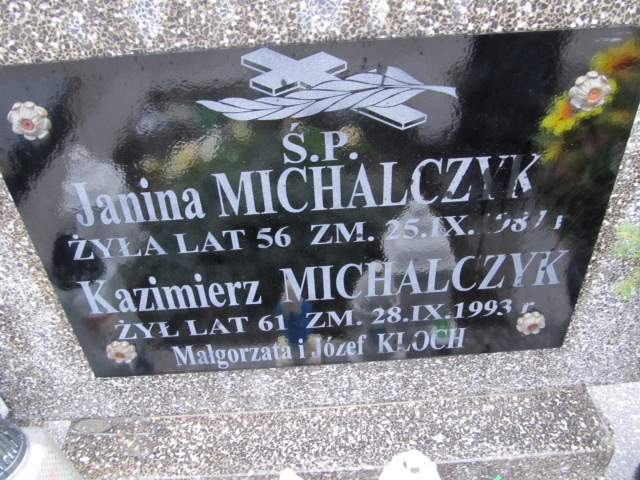 Ś.P.
Janina MICHALCZYK
ŻYŁA LAT 56 ZM. 25.IX.
Kazimierz MICHALCZYK
ŻYŁ LAT 61 ZM. 28.IX.1993 r
Małgorzata i Józef KLOCH